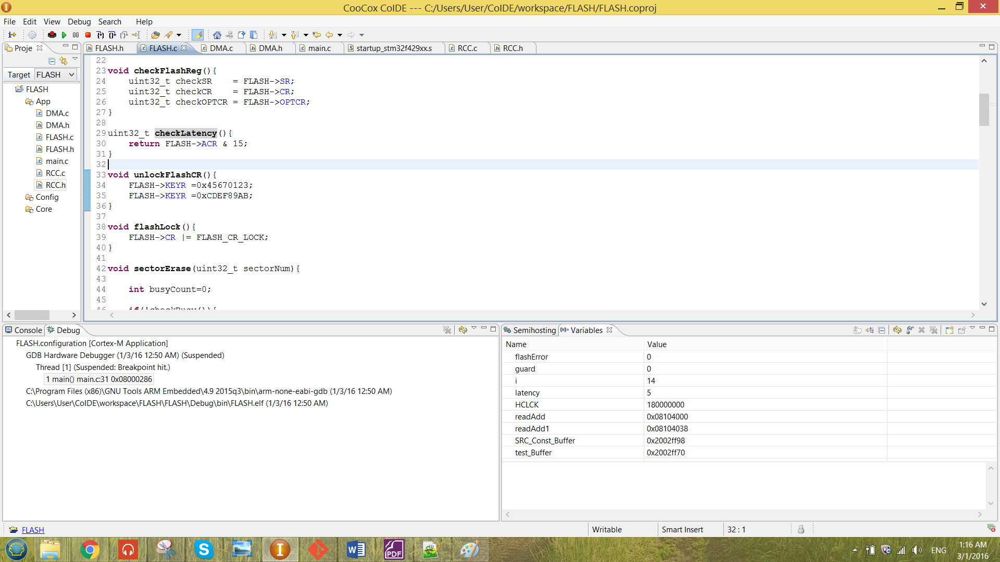 CooCox CoIDE --- C:/Users/User/CoIDE/workspace/FLASH/FLASH.coproj
File Edit View Debug Search Help
Proje
FLASH.h FLASH.c DMA.c DMA.h main.c startup_stm32f429xx.s RCC.c RCC.h
Target FLASH
FLASH
App
DMA.c
DMA.h
FLASH.c
FLASH.h
main.c
RCC.c
RCC.h
Config
Core
22
23 void checkFlashReg(){
24 uint32_t checkSR = FLASH->SR;
25 uint32_t checkCR = FLASH->CR;
26 uint32_t checkOPTCR = FLASH->OPTCR;
27 }
28
29 uint32_t checkLatency(){
30 return FLASH->ACR & 15;
31 }
32
33 void unlockFlashCR(){
34 FLASH->KEYR =0x45670123;
35 FLASH->KEYR =0xCDEF89AB;
36 }
37
38 void flashLock(){
39 FLASH->CR |= FLASH_CR_LOCK;
40 }
41
42 void sectorErase(uint32_t sectorNum){
43
44 int busyCount=0;
45
46 if(!checkBusy()){
Console Debug
FLASH.configuration [Cortex-M Application]
GDB Hardware Debugger (1/3/16 12:50 AM) (Suspended)
Thread [1] (Suspended: Breakpoint hit.)
1 main() main.c:31 0x08000286
C:\Program Files (x86)\GNU Tools ARM Embedded\4.9 2015q3\bin\arm-none-eabi-gdb (1/3/16 12:50 AM)
C:\Users\User\CoIDE\workspace\FLASH\FLASH\Debug\bin\FLASH.elf (1/3/16 12:50 AM)
Semihosting Variables
Name Value
flashError 0
guard 0
i 14
latency 5
HCLCK 180000000
readAdd 0x08104000
readAdd1 0x08104038
SRC_Const_Buffer 0x2002ff98
test_Buffer 0x2002ff70
FLASH
Writable Smart Insert 32 : 1
PDF
ENG
1:16 AM
3/1/2016